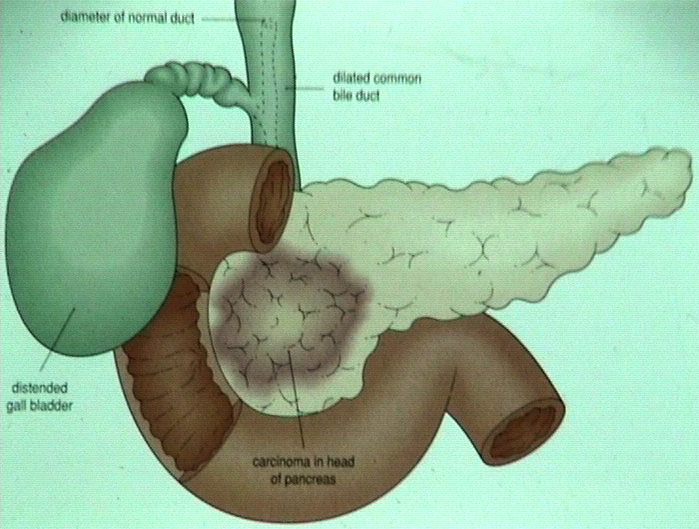 diameter of normal duct
dilated common
bile duct
distended
gall bladder
carcinoma in head
of pancreas